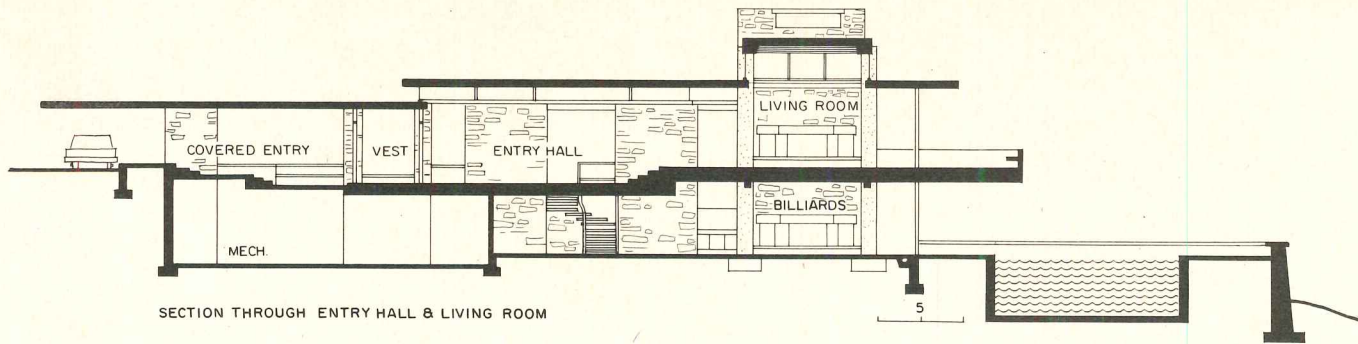 LIVING ROOM
COVERED ENTRY
VEST
ENTRY HALL
BILLIARDS
MECH.
SECTION THROUGH ENTRY HALL & LIVING ROOM
5